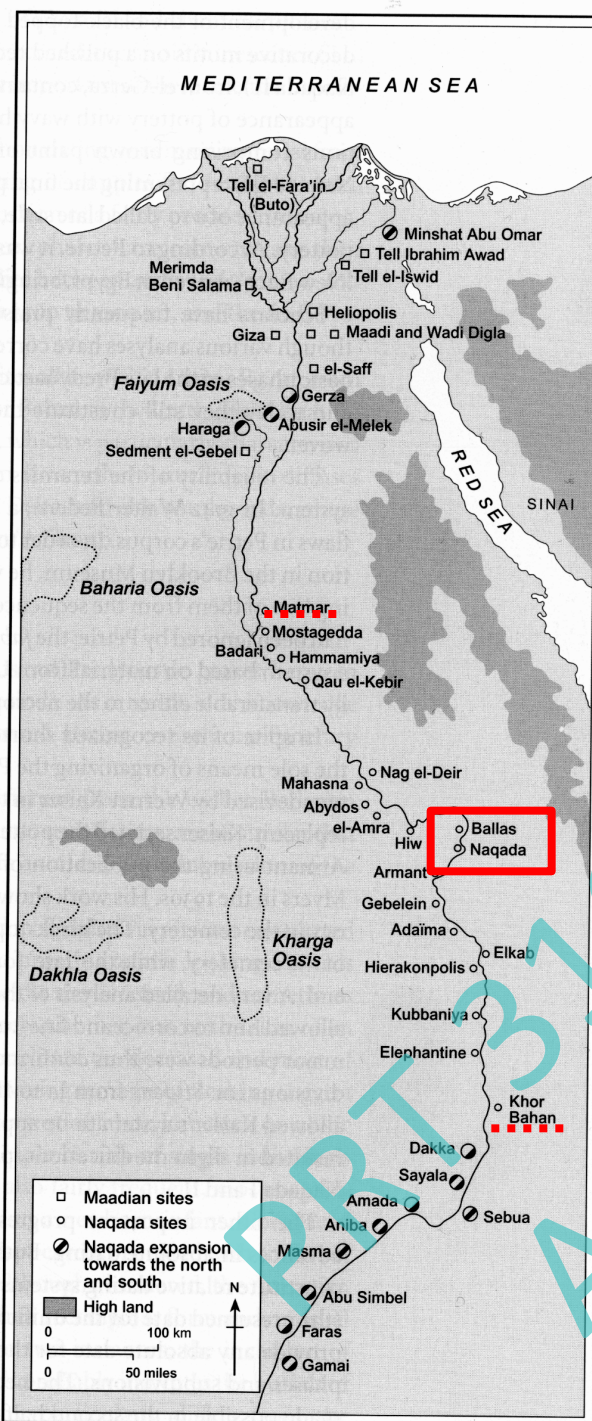 MEDITERRANEAN SEA
Tell el-Fara'in
(Buto)
Minshat Abu Omar
Tell Ibrahim Awad
Tell el-Iswid
Merimda
Beni Salama
Heliopolis
Giza
Maadi and Wadi Digla
el-Saff
Faiyum Oasis
Gerza
Abusir el-Melek
Haraga
Sedment el-Gebel
RED SEA
SINAI
Baharia Oasis
Matmar
Mostagedda
Badari
Hammamiya
Qau el-Kebir
Nag el-Deir
Mahasna
Abydos
el-Amra
Hiw
Ballas
Naqada
Armant
Gebelein
Adaïma
Kharga
Oasis
Dakhla Oasis
Elkab
Hierakonpolis
Kubbaniya
Elephantine
Khor
Bahan
Dakka
Sayala
Amada
Sebua
Aniba
Masma
Abu Simbel
Faras
Gamai
Maadian sites
Naqada sites
Naqada expansion
towards the north
and south
High land
0 100 km
0 50 miles
N
PRT 31
A